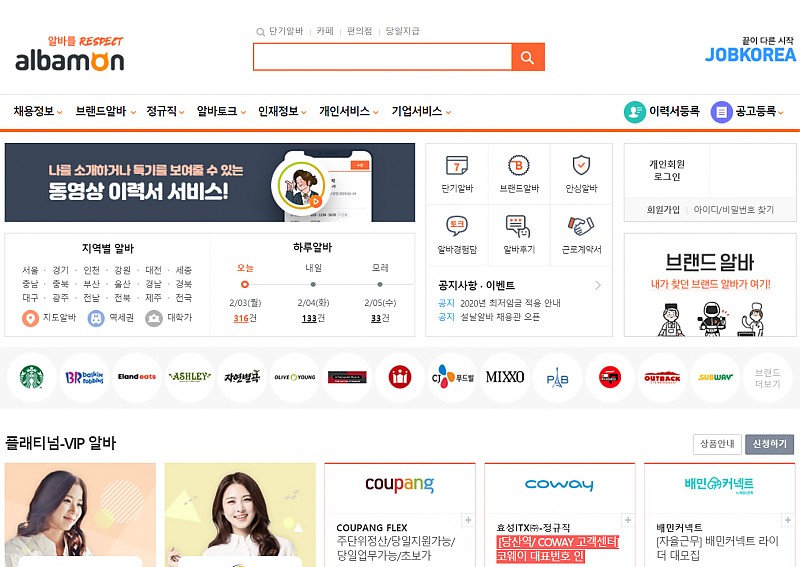 알바를 RESPECT
albamon
단기알바 | 카페 | 편의점 | 당일지급
끝이 다른 시작
JOBKOREA
채용정보 브랜드알바 정규직 알바토크 인재정보 개인서비스 기업서비스 이력서등록 공고등록
나를 소개하거나 특기를 보여줄 수 있는
동영상 이력서 서비스!
단기알바 브랜드알바 안심알바
토크
알바경험담 알바후기 근로계약서
개인회원
로그인
회원가입 | 아이디/비밀번호 찾기
지역별 알바
서울 · 경기 · 인천 · 강원 · 대전 · 세종
충남 · 충북 · 부산 · 울산 · 경남 · 경북
대구 · 광주 · 전남 · 전북 · 제주 · 전국
지도알바 역세권 대학가
하루알바
오늘 내일 모레
2/03(월) 2/04(화) 2/05(수)
316건 133건 33건
공지사항 · 이벤트
공지 2020년 최저임금 적용 안내
공지 설날알바 채용관 오픈
브랜드 알바
내가 찾던 브랜드 알바가 여기!
BR baskin robbins
Eland eats
ASHLEY
자연별곡
OLIVE YOUNG
CJ 푸드빌
MIXXO
PAB
OUTBACK
SUBWAY
브랜드
더보기
플래티넘-VIP 알바
상품안내 신청하기
coupang
COUPANG FLEX
주단위정산/당일지원가능/
당일업무가능/초보가
coway
효성ITX㈜-정규직
[당산역/ COWAY 고객센터]
코웨이 대표번호 인
배민커넥트
배민커넥트
[자율근무] 배민커넥트 라이
더 대모집